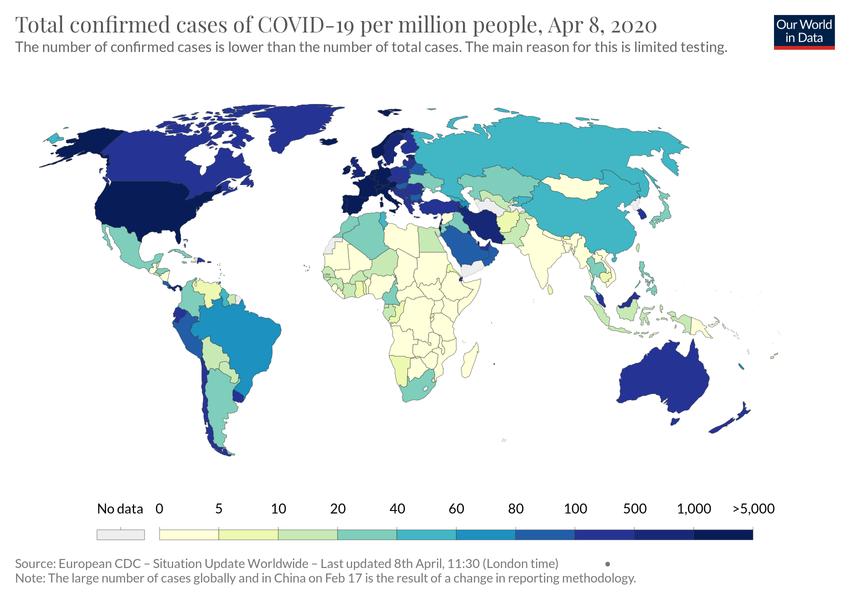 Total confirmed cases of COVID-19 per million people, Apr 8, 2020
The number of confirmed cases is lower than the number of total cases. The main reason for this is limited testing.
Our World
in Data
No data 0 5 10 20 40 60 80 100 500 1,000 >5,000
Source: European CDC – Situation Update Worldwide – Last updated 8th April, 11:30 (London time)
Note: The large number of cases globally and in China on Feb 17 is the result of a change in reporting methodology.